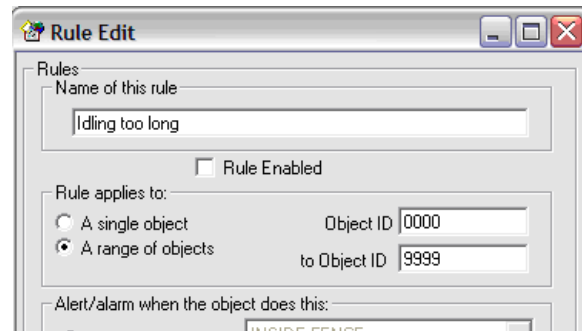 Rule Edit
Rules
Name of this rule
Idling too long
Rule Enabled
Rule applies to:
A single object
Object ID 0000
A range of objects
to Object ID 9999
Alert/alarm when the object does this:
INSIDE FENCE